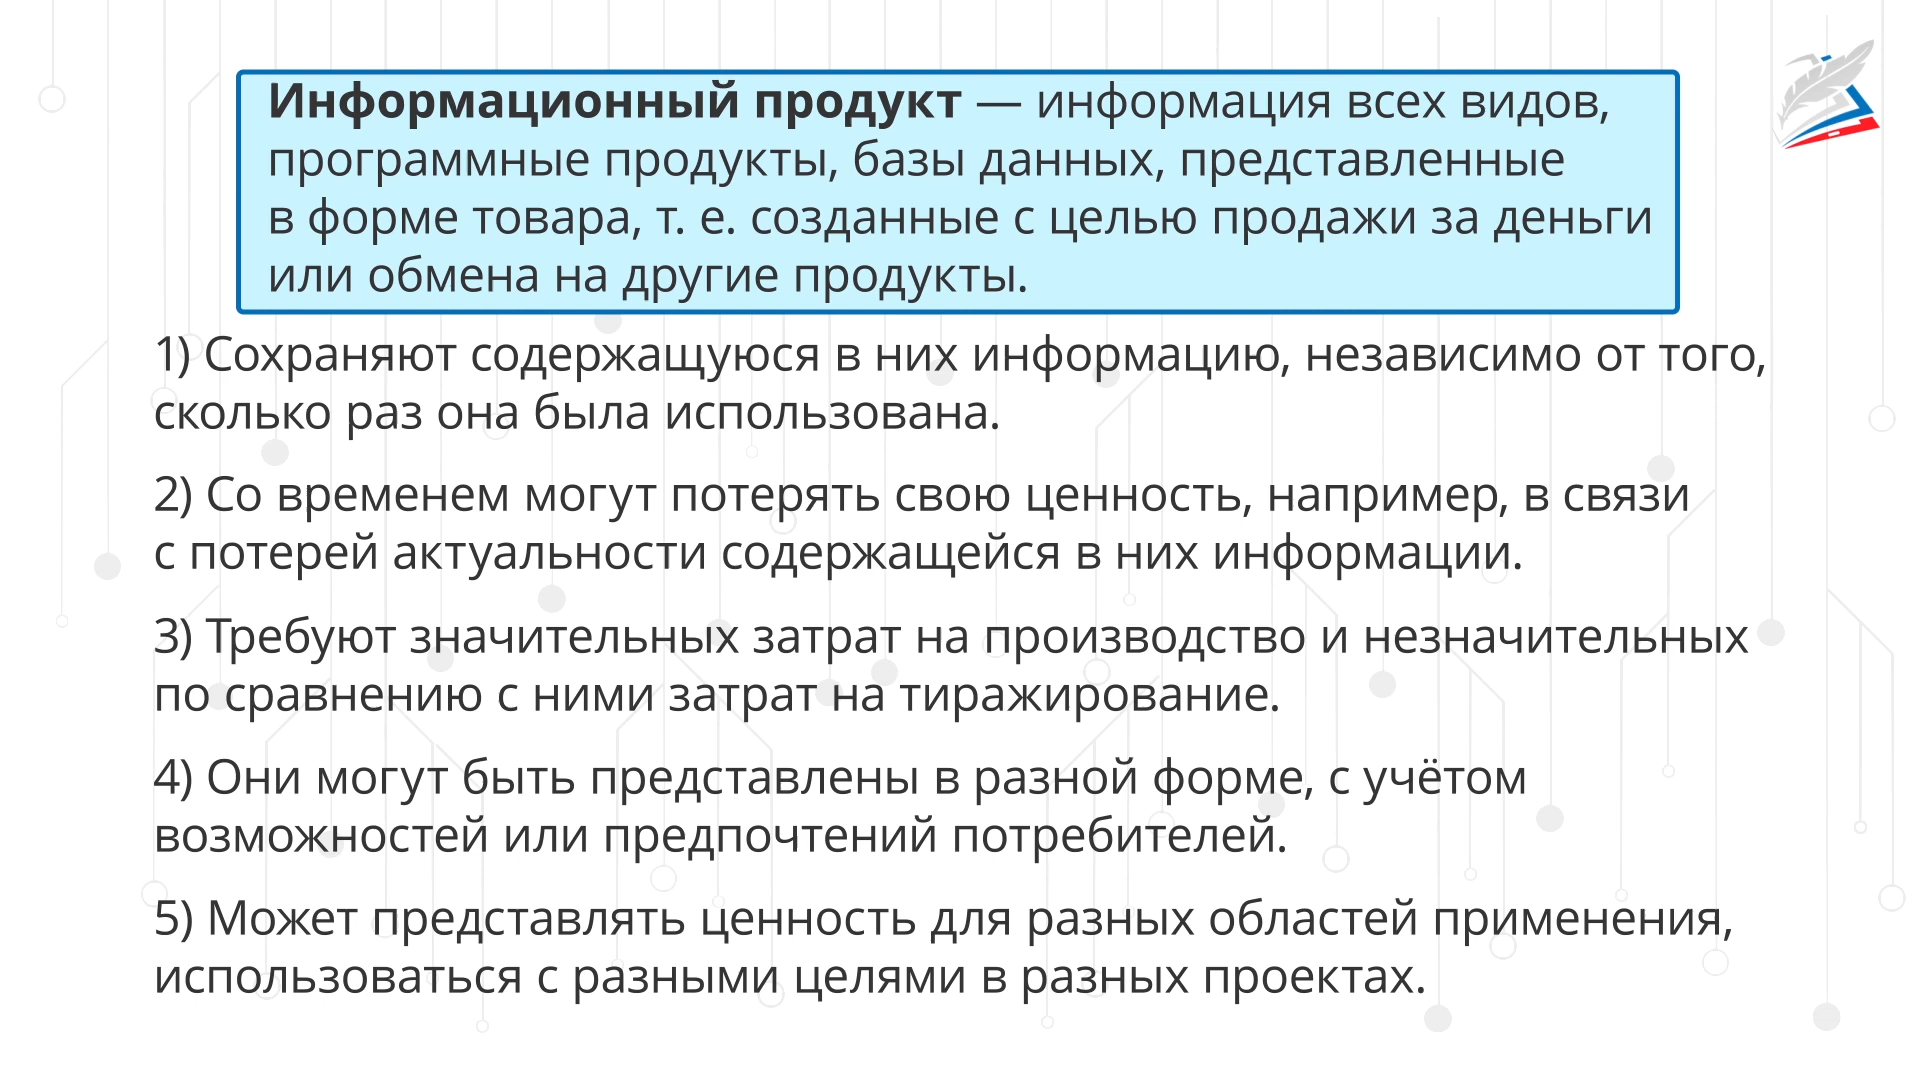 Информационный продукт — информация всех видов,
программные продукты, базы данных, представленные
в форме товара, т. е. созданные с целью продажи за деньги
или обмена на другие продукты.
1) Сохраняют содержащуюся в них информацию, независимо от того,
сколько раз она была использована.
2) Со временем могут потерять свою ценность, например, в связи
с потерей актуальности содержащейся в них информации.
3) Требуют значительных затрат на производство и незначительных
по сравнению с ними затрат на тиражирование.
4) Они могут быть представлены в разной форме, с учётом
возможностей или предпочтений потребителей.
5) Может представлять ценность для разных областей применения,
использоваться с разными целями в разных проектах.